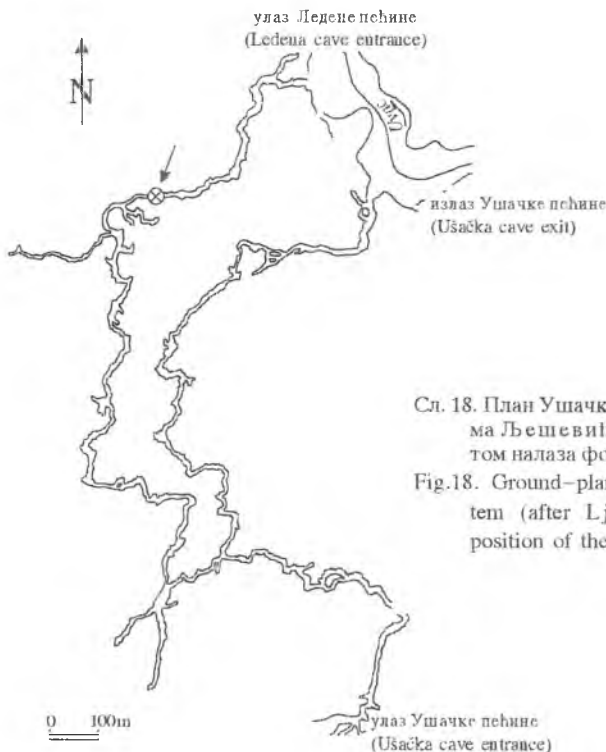 улаз Ледене пећине
(Ledena cave entrance)
N
Увац
излаз Ушачке пећине
(Ušačka cave exit)
Сл. 18. План Ушачк
ма Љешевић
том налаза фо
Fig.18. Ground–plan
tem (after Lj
position of the
0 100m
улаз Ушачке пећине
(Ušačka cave entrance)